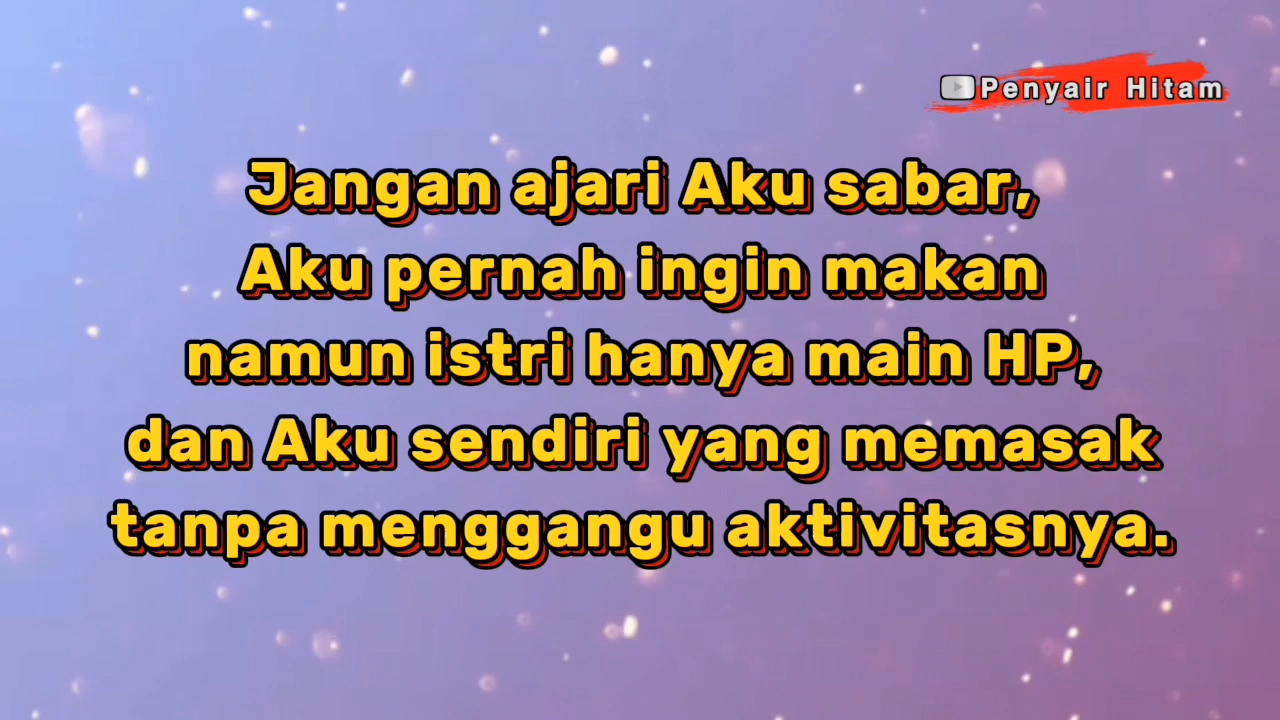 Penyair Hitam
Jangan ajari Aku sabar,
Aku pernah ingin makan
namun istri hanya main HP,
dan Aku sendiri yang memasak
tanpa menggangu aktivitasnya.